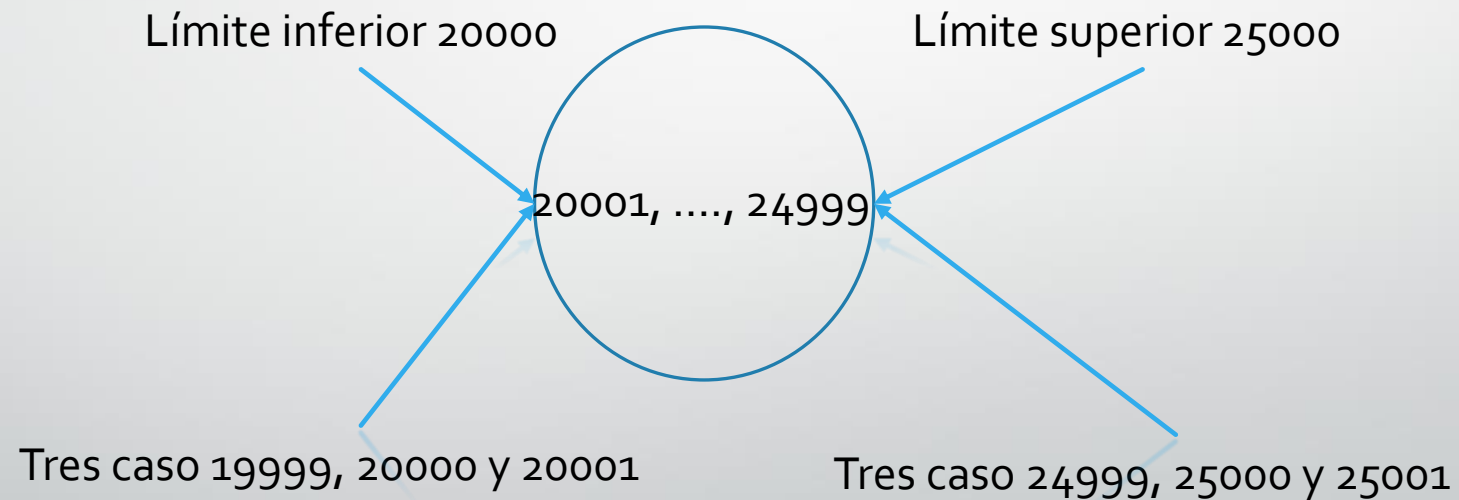 Límite inferior 20000
Límite superior 25000
20001, ...., 24999
Tres caso 19999, 20000 y 20001
Tres caso 24999, 25000 y 25001